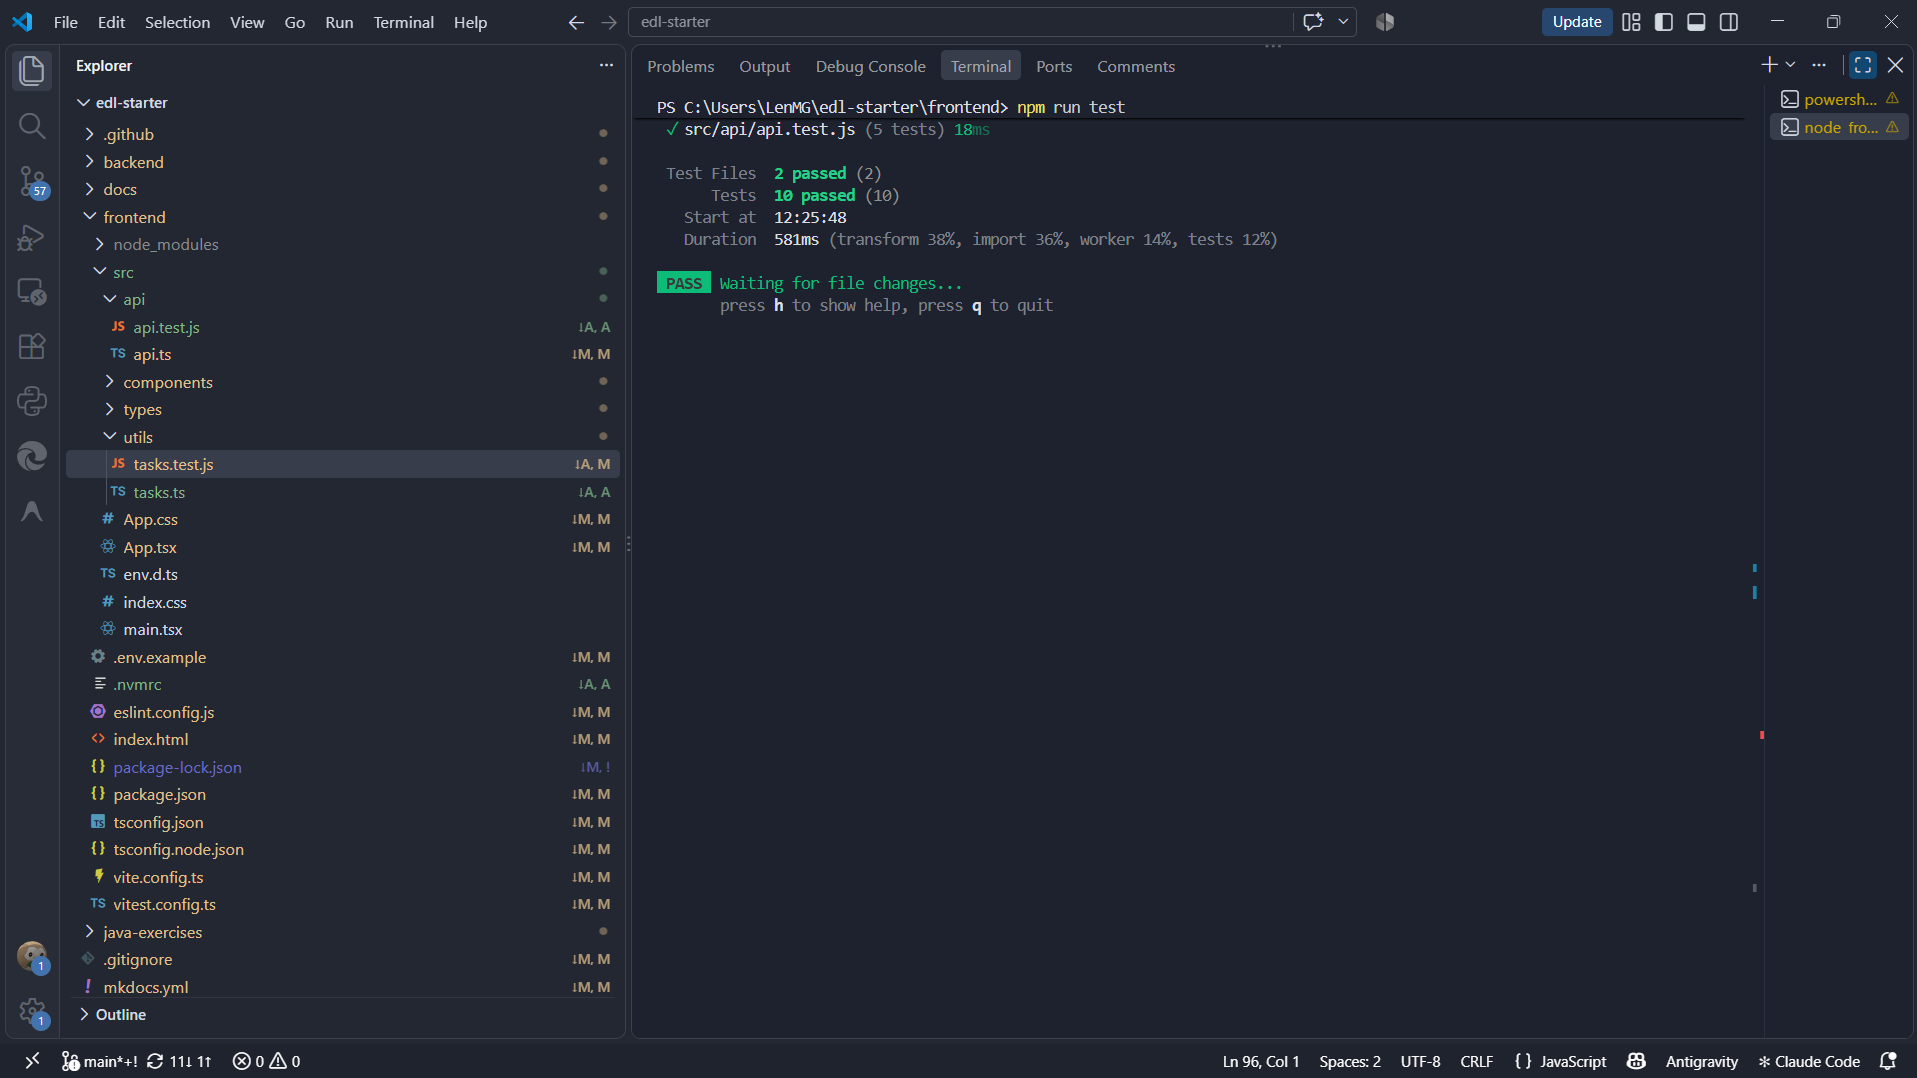 File Edit Selection View Go Run Terminal Help
edl-starter
Update
Explorer
edl-starter
.github
backend
docs
frontend
node_modules
src
api
JS api.test.js ↓A, A
TS api.ts ↓M, M
components
types
utils
JS tasks.test.js ↓A, M
TS tasks.ts ↓A, A
# App.css ↓M, M
App.tsx ↓M, M
TS env.d.ts
# index.css
main.tsx
.env.example ↓M, M
.nvmrc ↓A, A
eslint.config.js ↓M, M
<> index.html ↓M, M
{} package-lock.json ↓M, !
{} package.json ↓M, M
TS tsconfig.json ↓M, M
{} tsconfig.node.json ↓M, M
vite.config.ts ↓M, M
TS vitest.config.ts ↓M, M
java-exercises
.gitignore ↓M, M
! mkdocs.yml ↓M, M
Outline
57
1
1
Problems Output Debug Console Terminal Ports Comments
PS C:\Users\LenMG\edl-starter\frontend> npm run test
✓ src/api/api.test.js (5 tests) 18ms
Test Files 2 passed (2)
Tests 10 passed (10)
Start at 12:25:48
Duration 581ms (transform 38%, import 36%, worker 14%, tests 12%)
PASS Waiting for file changes...
press h to show help, press q to quit
powersh...
node fro...
main*+! 11↓ 1↑ 0 0
Ln 96, Col 1 Spaces: 2 UTF-8 CRLF {} JavaScript Antigravity Claude Code